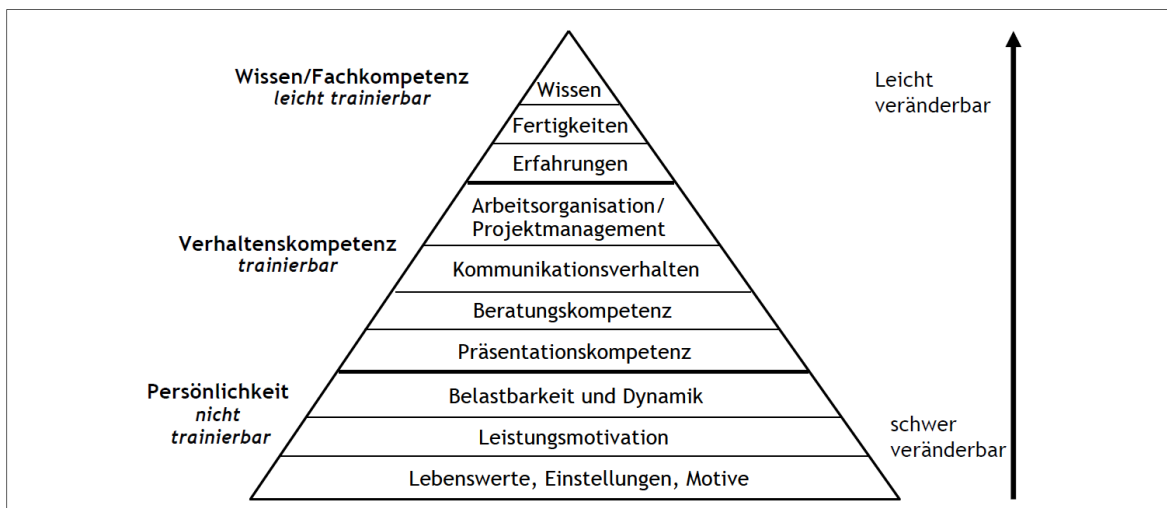 Wissen/Fachkompetenz
leicht trainierbar
Wissen
Fertigkeiten
Erfahrungen
Leicht
veränderbar
Verhaltenskompetenz
trainierbar
Arbeitsorganisation/
Projektmanagement
Kommunikationsverhalten
Beratungskompetenz
Präsentationskompetenz
Persönlichkeit
nicht
trainierbar
Belastbarkeit und Dynamik
Leistungsmotivation
Lebenswerte, Einstellungen, Motive
schwer
veränderbar